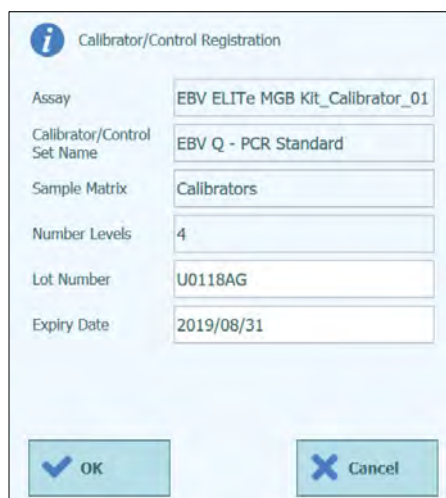 Calibrator/Control Registration
Assay EBV ELITe MGB Kit_Calibrator_01
Calibrator/Control
Set Name EBV Q - PCR Standard
Sample Matrix Calibrators
Number Levels 4
Lot Number U0118AG
Expiry Date 2019/08/31
OK Cancel